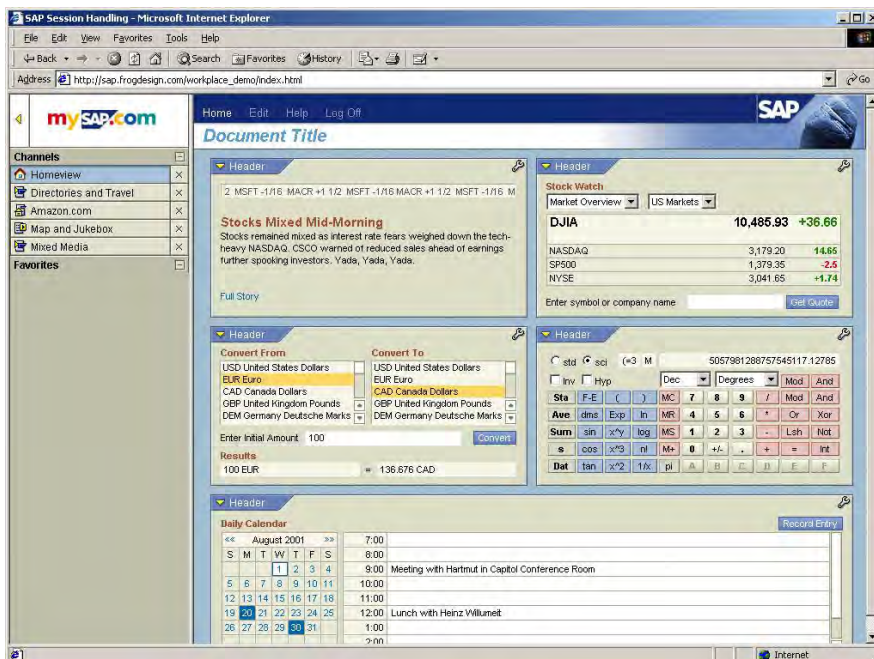 SAP Session Handling - Microsoft Internet Explorer
File Edit View Favorites Tools Help
Back Search Favorites History
Address http://sap.frogdesign.com/workplace_demo/index.html Go
mySAP.com
Home Edit Help Log Off
SAP
Document Title
Channels
Homeview
Directories and Travel
Amazon.com
Map and Jukebox
Mixed Media
Favorites
Header
2 MSFT -1/16 MACR +1 1/2 MSFT -1/16 MACR +1 1/2 MSFT -1/16 M
Stocks Mixed Mid-Morning
Stocks remained mixed as interest rate fears weighed down the tech-
heavy NASDAQ. CSCO warned of reduced sales ahead of earnings
further spooking investors. Yada, Yada, Yada.
Full Story
Header
Stock Watch
Market Overview US Markets
DJIA 10,485.93 +36.66
NASDAQ 3,179.20 14.65
SP500 1,379.35 -2.5
NYSE 3,041.65 +1.74
Enter symbol or company name Get Quote
Header
Convert From Convert To
USD United States Dollars USD United States Dollars
EUR Euro EUR Euro
CAD Canada Dollars CAD Canada Dollars
GBP United Kingdom Pounds GBP United Kingdom Pounds
DEM Germany Deutsche Marks DEM Germany Deutsche Marks
Enter Initial Amount 100 Convert
Results
100 EUR = 136.676 CAD
Header
std sci (=3 M 5057981288757545117.12785
Inv Hyp Dec Degrees Mod And
Sta F-E ( ) MC 7 8 9 / Mod And
Ave dms Exp ln MR 4 5 6 * Or Xor
Sum sin x^y log MS 1 2 3 - Lsh Not
s cos x^3 n! M+ 0 +/- . + = Int
Dat tan x^2 1/x pi A B C D E F
Header
Daily Calendar Record Entry
<< August 2001 >>
S M T W T F S
1 2 3 4
5 6 7 8 9 10 11
12 13 14 15 16 17 18
19 20 21 22 23 24 25
26 27 28 29 30 31
7:00
8:00
9:00 Meeting with Hartmut in Capitol Conference Room
10:00
11:00
12:00 Lunch with Heinz Willumeit
1:00
2:00
Internet